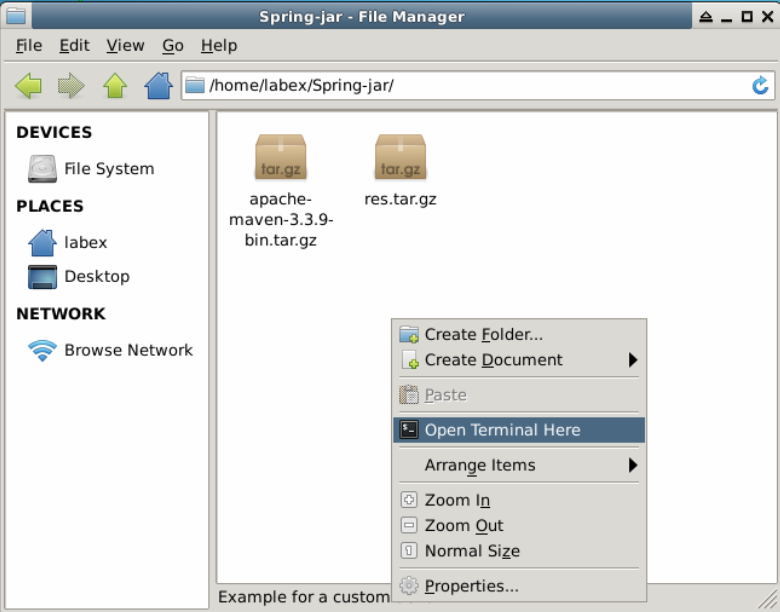 Spring-jar - File Manager
File Edit View Go Help
/home/labex/Spring-jar/
DEVICES
File System
PLACES
labex
Desktop
NETWORK
Browse Network
tar.gz
apache-
maven-3.3.9-
bin.tar.gz
tar.gz
res.tar.gz
Create Folder...
Create Document
Paste
Open Terminal Here
Arrange Items
Zoom In
Zoom Out
Normal Size
Properties...
Example for a custom